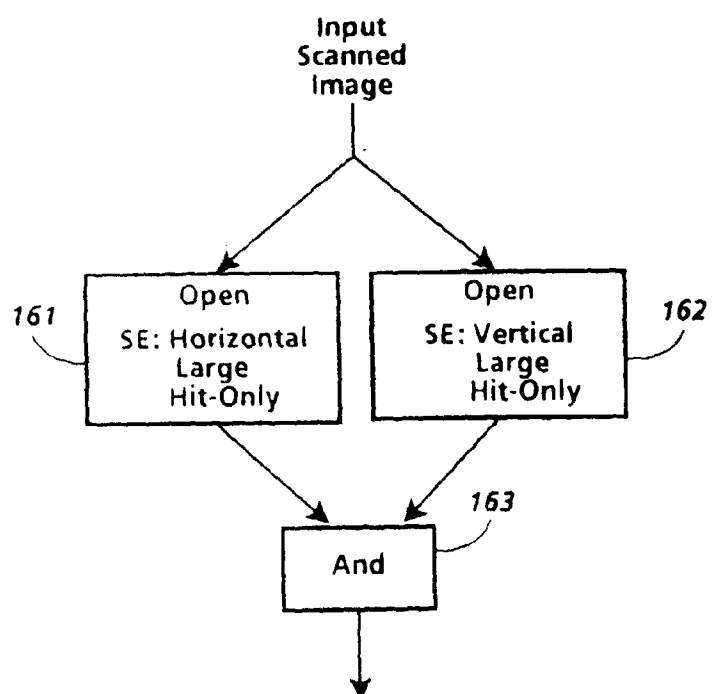 Input
Scanned
Image
161
Open
SE: Horizontal
Large
Hit-Only
Open
SE: Vertical
Large
Hit-Only
162
163
And